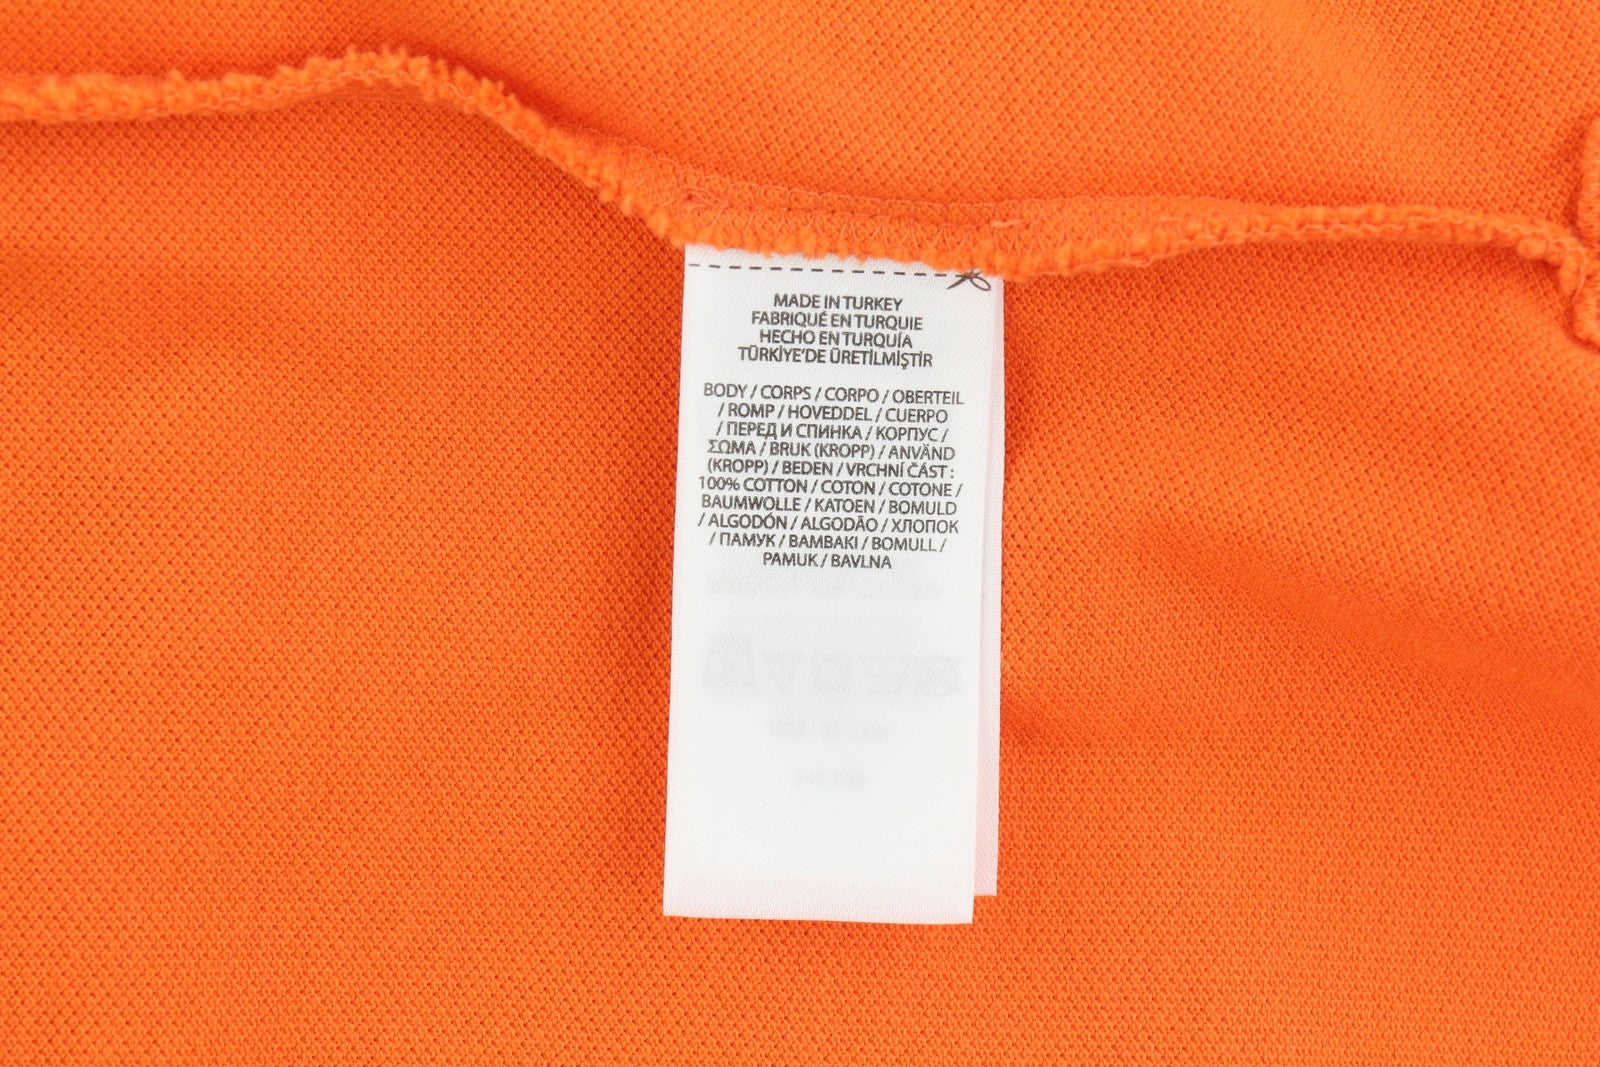 MADE IN TURKEY
FABRIQUÉ EN TURQUIE
HECHO EN TURQUÍA
TÜRKİYE'DE ÜRETİLMİŞTİR
BODY / CORPS / CORPO / OBERTEIL
/ ROMP / HOVEDDEL / CUERPO
/ ПЕРЕД И СПИНКА / КОРПУС /
ΣΩΜΑ / BRUK (KROPP) / ANVÄND
(KROPP) / BEDEN / VRCHNÍ ČÁST :
100% COTTON / COTON / COTONE /
BAUMWOLLE / KATOEN / BOMULD
/ ALGODÓN / ALGODÃO / ХЛОПОК
/ ПАМУК / ΒΑΜΒΑΚΙ / BOMULL /
PAMUK / BAVLNA